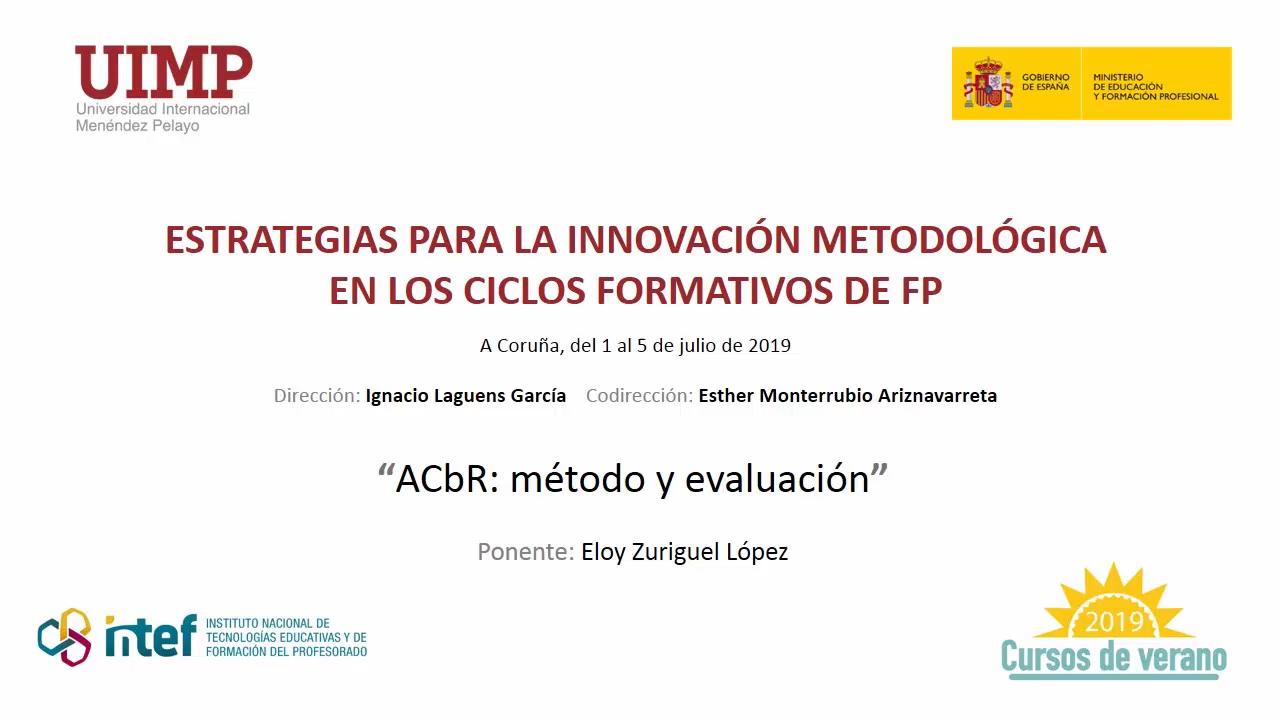 UIMP
Universidad Internacional
Menéndez Pelayo
GOBIERNO
DE ESPAÑA
MINISTERIO
DE EDUCACIÓN
Y FORMACIÓN PROFESIONAL
ESTRATEGIAS PARA LA INNOVACIÓN METODOLÓGICA
EN LOS CICLOS FORMATIVOS DE FP
A Coruña, del 1 al 5 de julio de 2019
Dirección: Ignacio Laguens García Codirección: Esther Monterrubio Ariznavarreta
“ACbR: método y evaluación”
Ponente: Eloy Zuriguel López
intef
INSTITUTO NACIONAL DE
TECNOLOGÍAS EDUCATIVAS Y DE
FORMACIÓN DEL PROFESORADO
2019
Cursos de verano